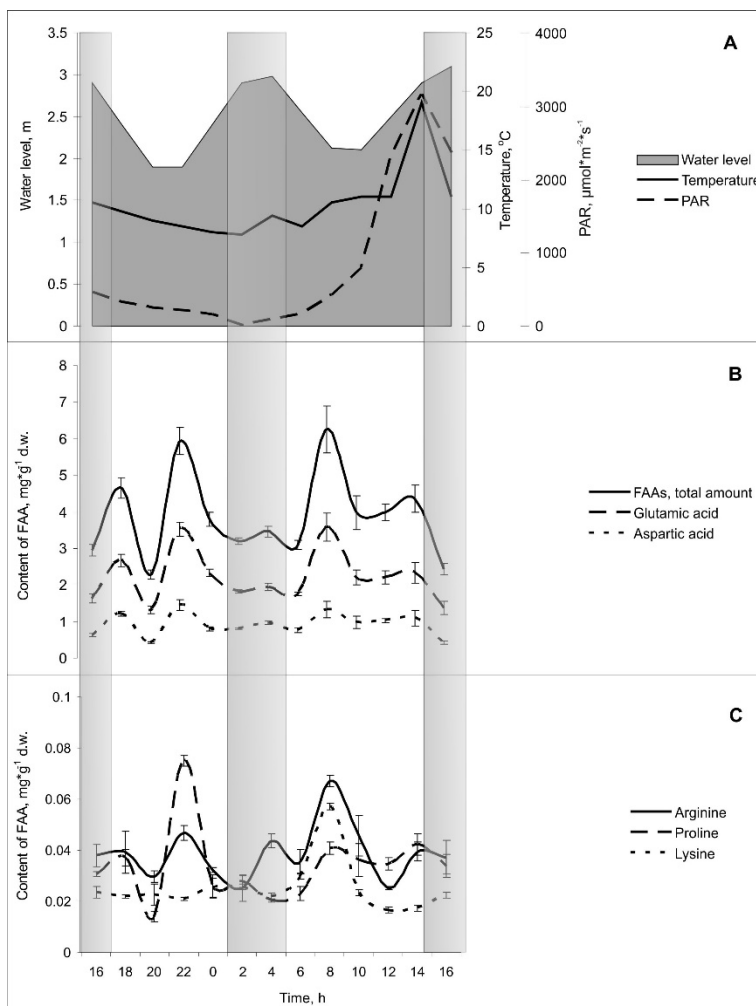 A
Water level, m
3.5
3
2.5
2
1.5
1
0.5
0
25
20
15
10
5
0
Temperature, °C
4000
3000
2000
1000
0
PAR, µmol*m⁻²*s⁻¹
Water level
Temperature
PAR
B
Content of FAA, mg*g⁻¹ d.w.
8
7
6
5
4
3
2
1
0
FAAs, total amount
Glutamic acid
Aspartic acid
C
Content of FAA, mg*g⁻¹ d.w.
0.1
0.08
0.06
0.04
0.02
0
Arginine
Proline
Lysine
16 18 20 22 0 2 4 6 8 10 12 14 16
Time, h